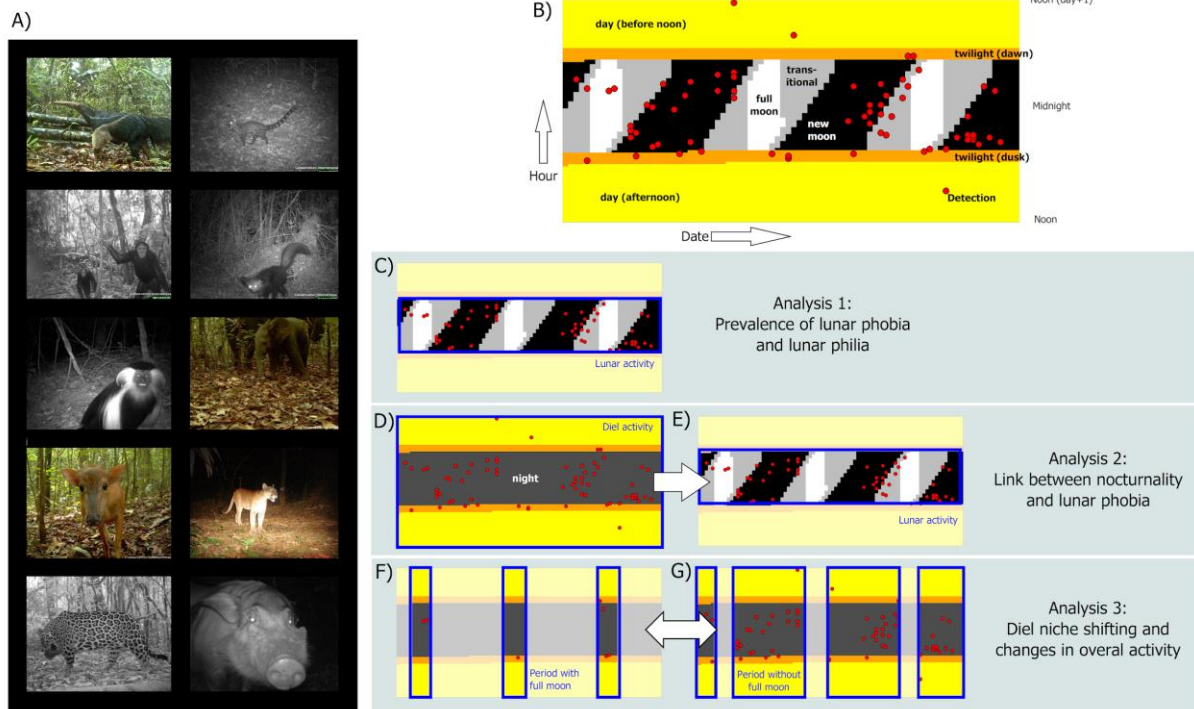 A)
B)
Noon (day+1)
day (before noon)
twilight (dawn)
trans-
itional
full
moon
Midnight
new
moon
Hour
twilight (dusk)
day (afternoon)
Detection
Noon
Date
C)
Lunar activity
Analysis 1:
Prevalence of lunar phobia
and lunar philia
D)
Diel activity
night
E)
Lunar activity
Analysis 2:
Link between nocturnality
and lunar phobia
F)
Period with
full moon
G)
Period without
full moon
Analysis 3:
Diel niche shifting and
changes in overal activity